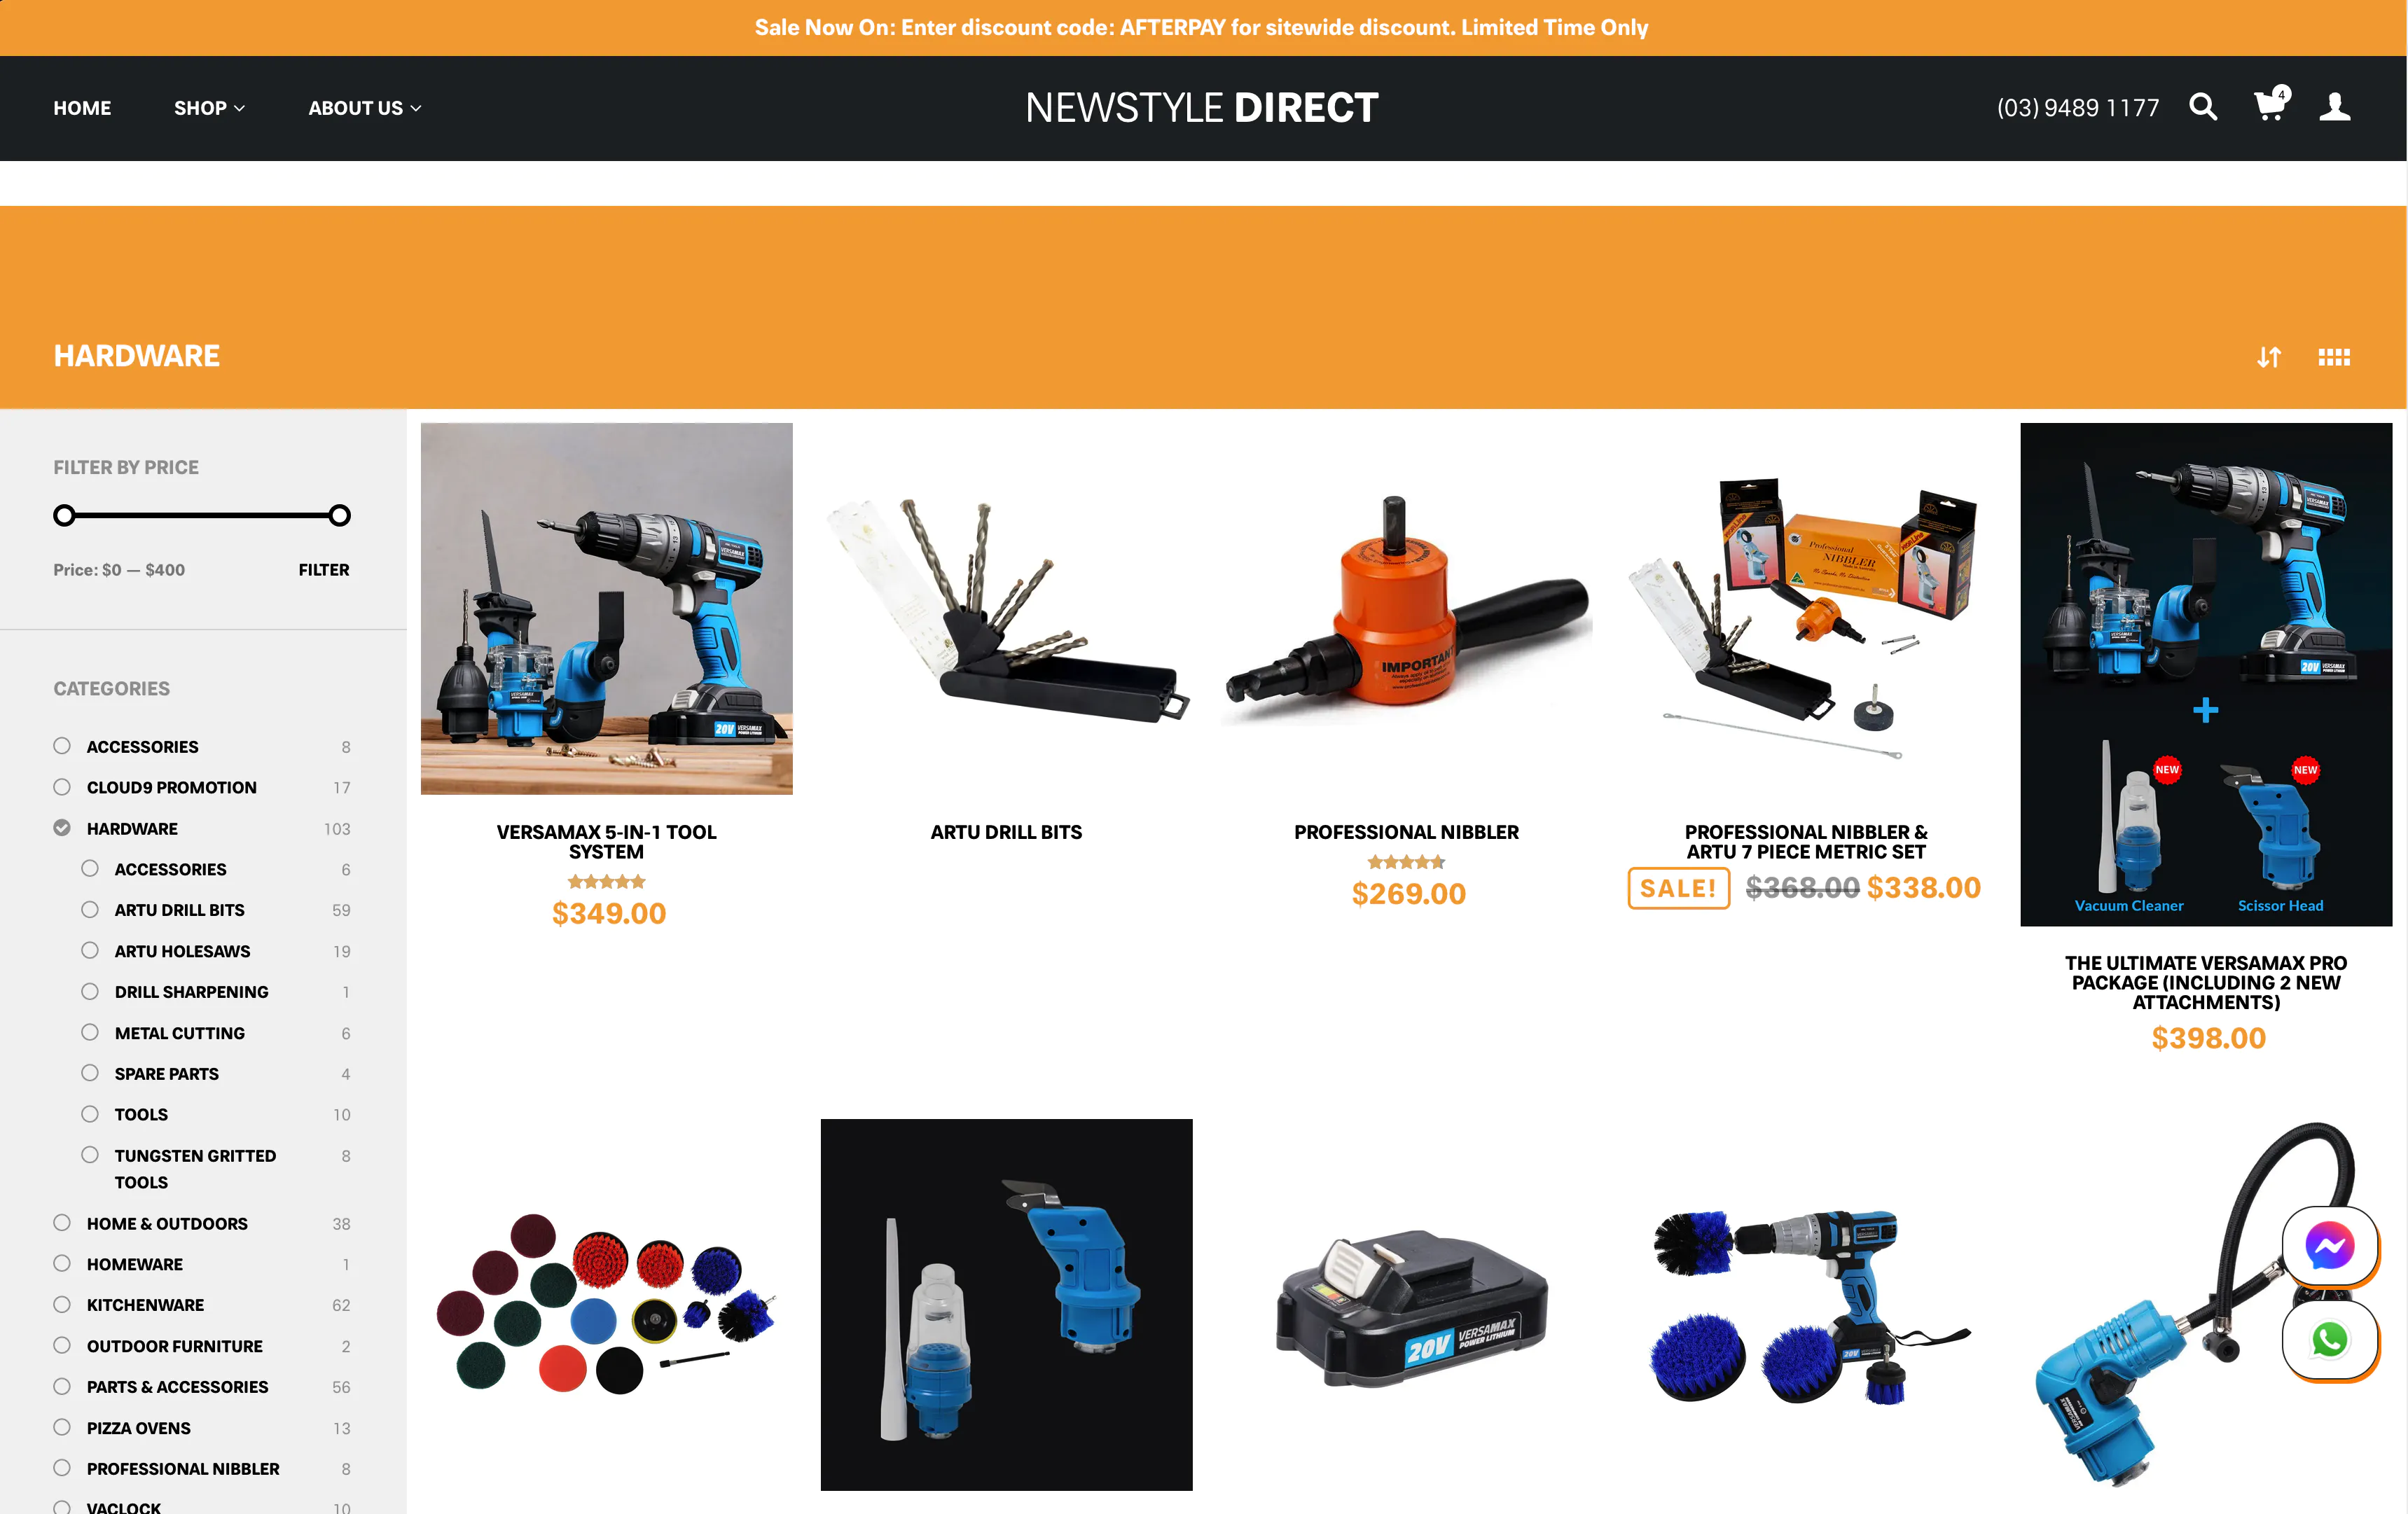 Sale Now On: Enter discount code: AFTERPAY for sitewide discount. Limited Time Only
HOME
SHOP
ABOUT US
NEWSTYLE DIRECT
(03) 9489 1177
4
HARDWARE
FILTER BY PRICE
Price: $0 — $400
FILTER
CATEGORIES
ACCESSORIES 8
CLOUD9 PROMOTION 17
HARDWARE 103
ACCESSORIES 6
ARTU DRILL BITS 59
ARTU HOLESAWS 19
DRILL SHARPENING 1
METAL CUTTING 6
SPARE PARTS 4
TOOLS 10
TUNGSTEN GRITTED 8
TOOLS
HOME & OUTDOORS 38
HOMEWARE 1
KITCHENWARE 62
OUTDOOR FURNITURE 2
PARTS & ACCESSORIES 56
PIZZA OVENS 13
PROFESSIONAL NIBBLER 8
VACLOCK 10
VERSAMAX
20V VERSAMAX
VERSAMAX 5-IN-1 TOOL
SYSTEM
$349.00
ARTU DRILL BITS
IMPORTANT
PROFESSIONAL NIBBLER
$269.00
Professional
NIBBLER
PROFESSIONAL NIBBLER &
ARTU 7 PIECE METRIC SET
SALE! $368.00 $338.00
20V VERSAMAX
+
NEW
NEW
Vacuum Cleaner
Scissor Head
THE ULTIMATE VERSAMAX PRO
PACKAGE (INCLUDING 2 NEW
ATTACHMENTS)
$398.00
20V VERSAMAX
POWER LITHIUM
20V
VERSAMAX